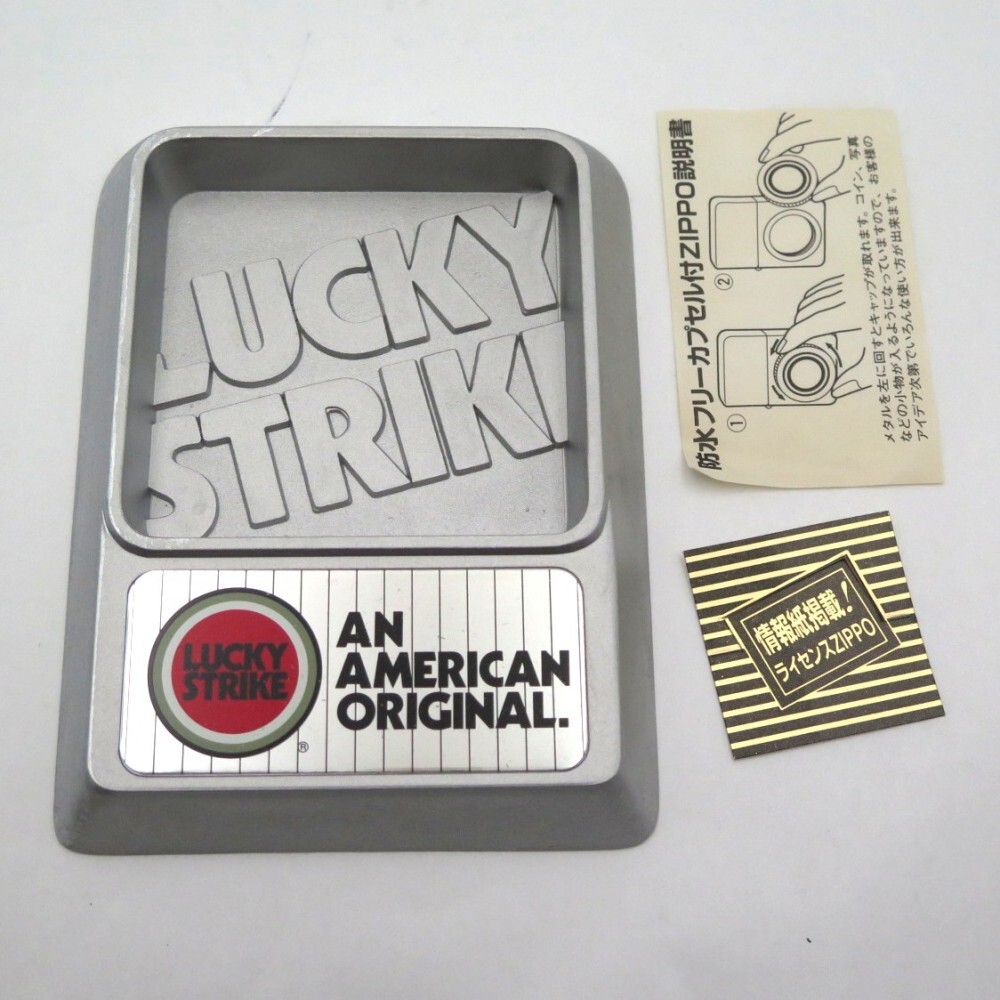 LUCKY
STRIK
LUCKY
STRIKE
®
AN
AMERICAN
ORIGINAL.
防水フリーカプセル付ZIPPO説明書
①
②
メタルを左に回すとキャップが取れます。コイン、写真
などの小物が入るようになっていますので、お客様の
アイデア次第でいろんな使い方が出来ます。
情報紙掲載!
ライセンスZIPPO